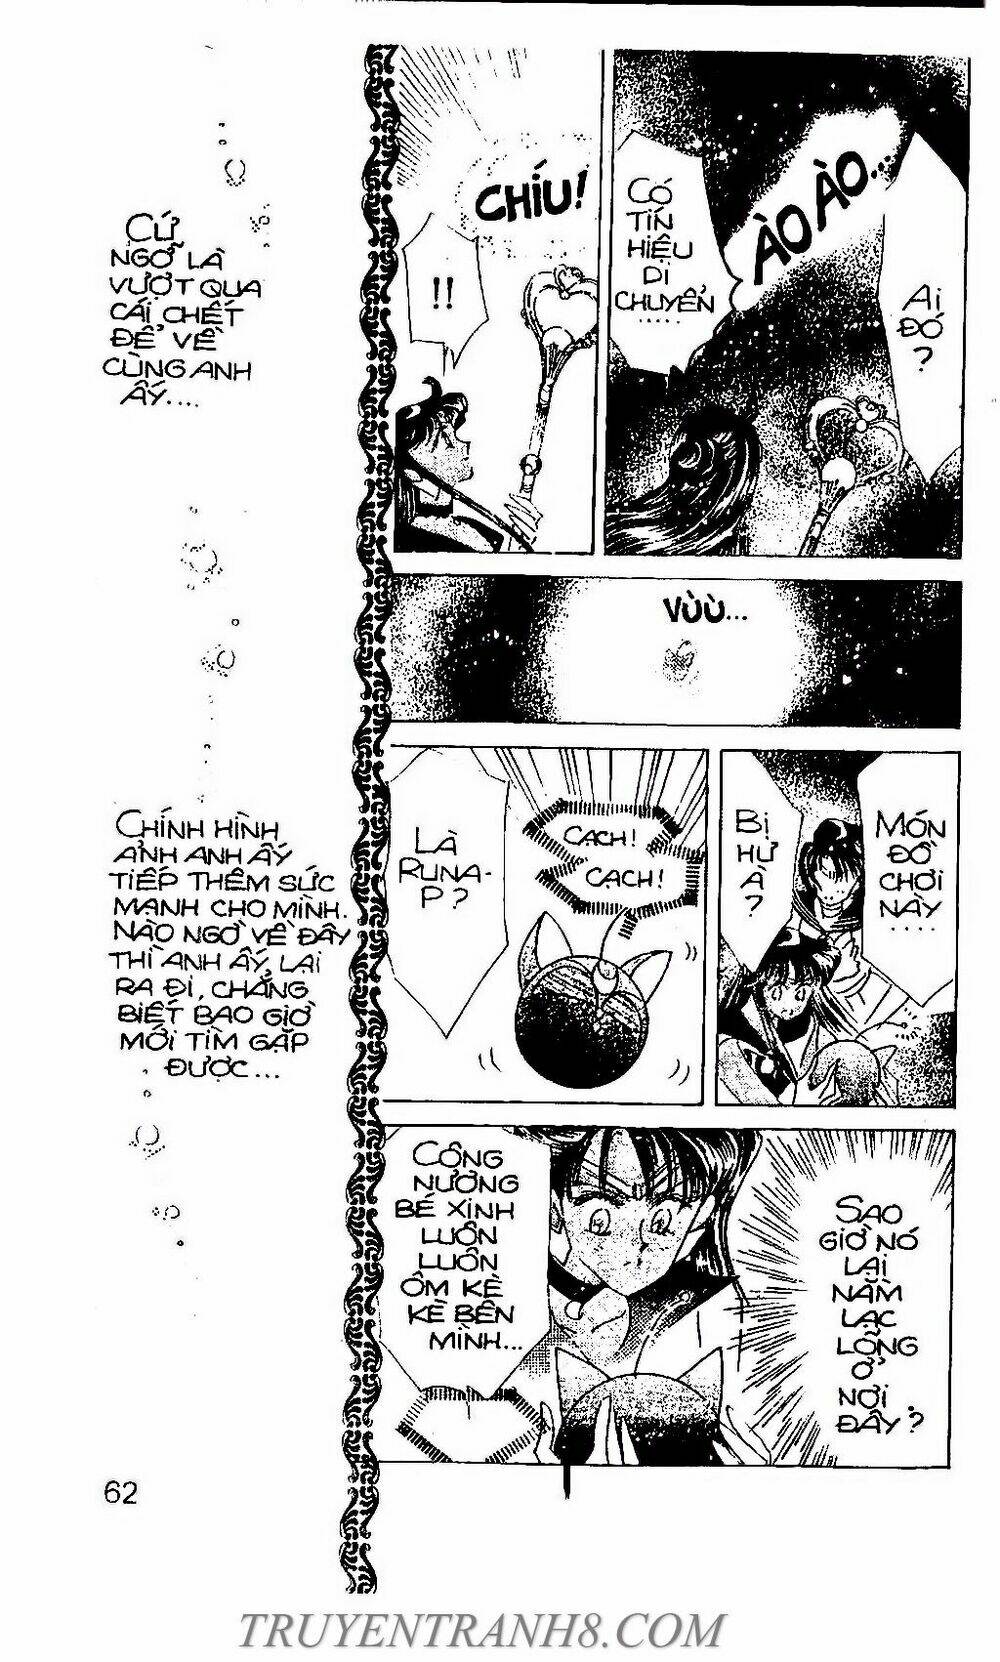 AI
ĐÓ
?
ÀO ÀO...
CÓ
TÍN
HIỆU
DI
CHUYỂN
.....
CHÍU!
!!
VÙÙ...
MÓN
ĐỒ
CHƠI
NÀY
....
BỊ
HƯ
À
?
CẠCH!
CẠCH!
LÀ
RUNA-
P?
SAO
GIỜ NÓ
LẠI
NẰM
LẠC
LÕNG
Ở
NƠI
ĐÂY?
CÔNG
NƯƠNG
BÉ XINH
LUÔN
LUÔN
ÔM KÈ
KÈ BÊN
MÌNH...
CỨ
NGỠ LÀ
VƯỢT QUA
CÁI CHẾT
ĐỂ VỀ
CÙNG ANH
ẤY....
CHÍNH HÌNH
ẢNH ANH ẤY
TIẾP THÊM SỨC
MẠNH CHO MÌNH.
NÀO NGỜ VỀ ĐÂY
THÌ ANH ẤY LẠI
RA ĐI, CHẲNG
BIẾT BAO GIỜ
MỚI TÌM GẶP
ĐƯỢC...
62
TRUYENTRANH8.COM